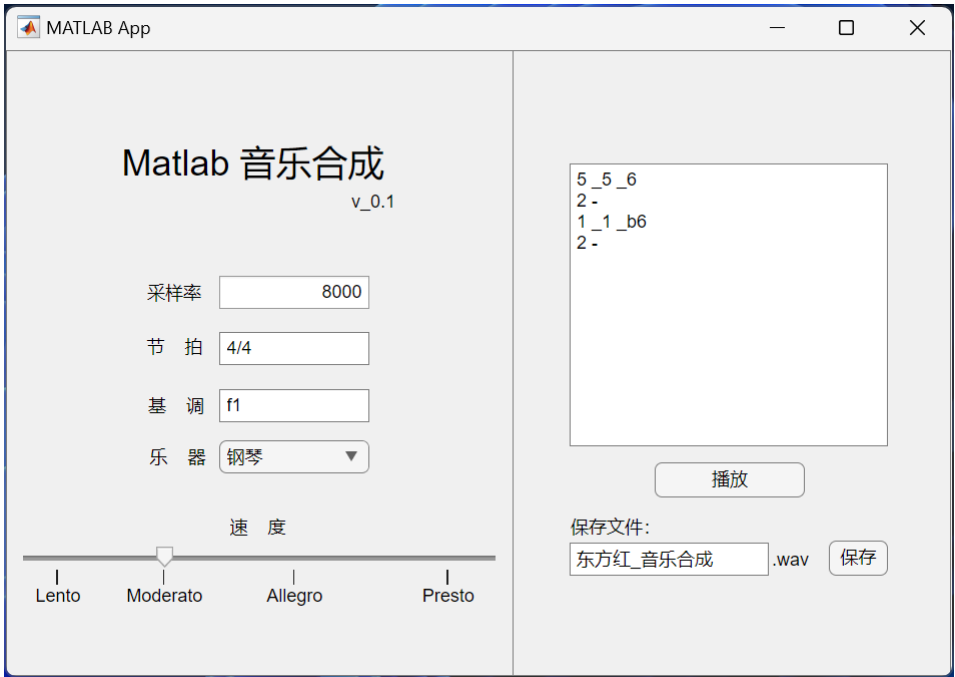 MATLAB App
Matlab 音乐合成
v_0.1
采样率 8000
节 拍 4/4
基 调 f1
乐 器 钢琴
速 度
Lento Moderato Allegro Presto
5 _5 _6
2 -
1 _1 _b6
2 -
播放
保存文件:
东方红_音乐合成 .wav 保存